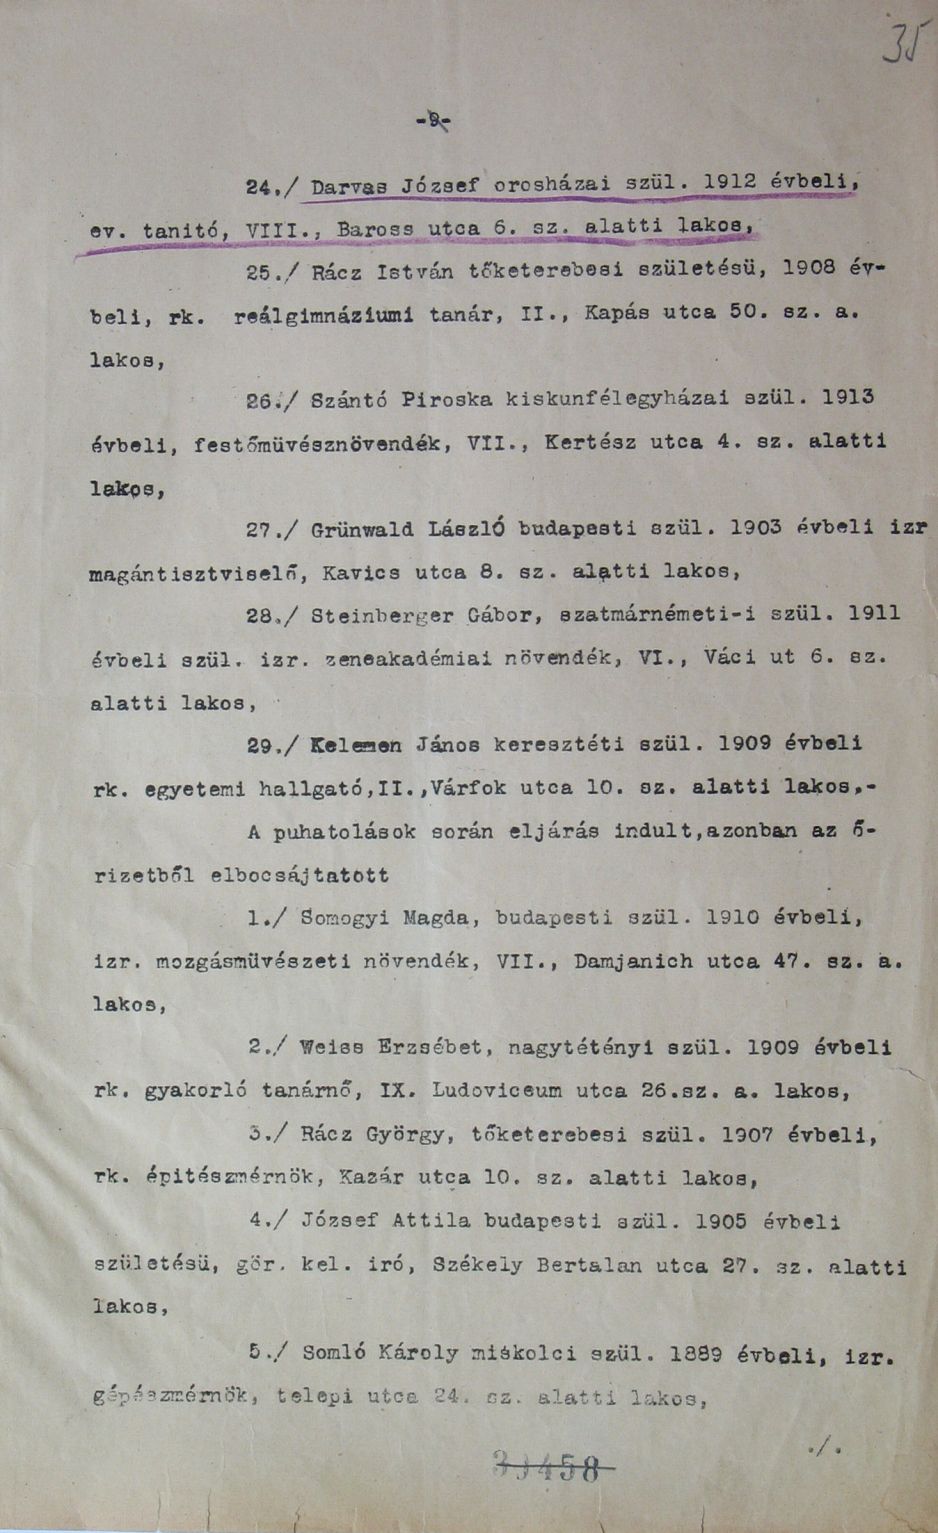 35
-9-
24./ Darvas József orosházai szül. 1912 évbeli,
ev. tanitó, VIII., Baross utca 6. sz. alatti lakos,
25./ Rácz István tőketerebesi születésü, 1908 év-
beli, rk. reálgimnáziumi tanár, II., Kapás utca 50. sz. a.
lakos,
26./ Szántó Piroska kiskunfélegyházai szül. 1913
évbeli, festőmüvésznövendék, VII., Kertész utca 4. sz. alatti
lakos,
27./ Grünwald László budapesti szül. 1903 évbeli izr
magántisztviselő, Kavics utca 8. sz. alatti lakos,
28./ Steinberger Gábor, szatmárnémeti-i szül. 1911
évbeli szül. izr. zeneakadémiai növendék, VI., Váci ut 6. sz.
alatti lakos,
29./ Kelemen János keresztéti szül. 1909 évbeli
rk. egyetemi hallgató,II.,Várfok utca 10. sz. alatti lakos,-
A puhatolások során eljárás indult,azonban az ő-
rizetből elbocsájtatott
1./ Somogyi Magda, budapesti szül. 1910 évbeli,
izr. mozgásmüvészeti növendék, VII., Damjanich utca 47. sz. a.
lakos,
2./ Weiss Erzsébet, nagytétényi szül. 1909 évbeli
rk. gyakorló tanárnő, IX. Ludoviceum utca 26.sz. a. lakos,
3./ Rácz György, tőketerebesi szül. 1907 évbeli,
rk. épitészmérnök, Kazár utca 10. sz. alatti lakos,
4./ József Attila budapesti szül. 1905 évbeli
születésü, gör. kel. iró, Székely Bertalan utca 27. sz. alatti
lakos,
5./ Somló Károly miskolci szül. 1889 évbeli, izr.
gépészmérnök, telepi utca 24. sz. alatti lakos,
./.
39458